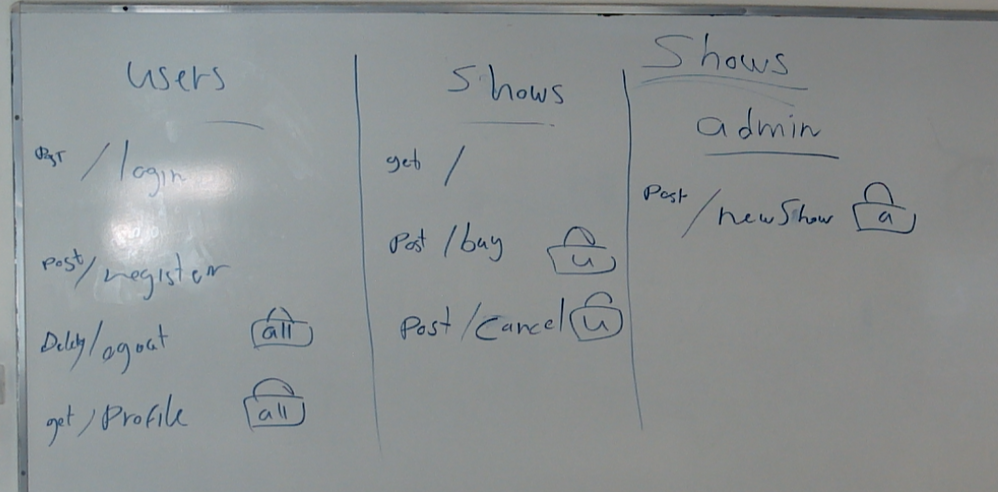 users
Post /login
Post /register
Delety /logout all
get /Profile all
Shows
get /
Post /buy u
Post /Cancel u
Shows
admin
Post /newShow a